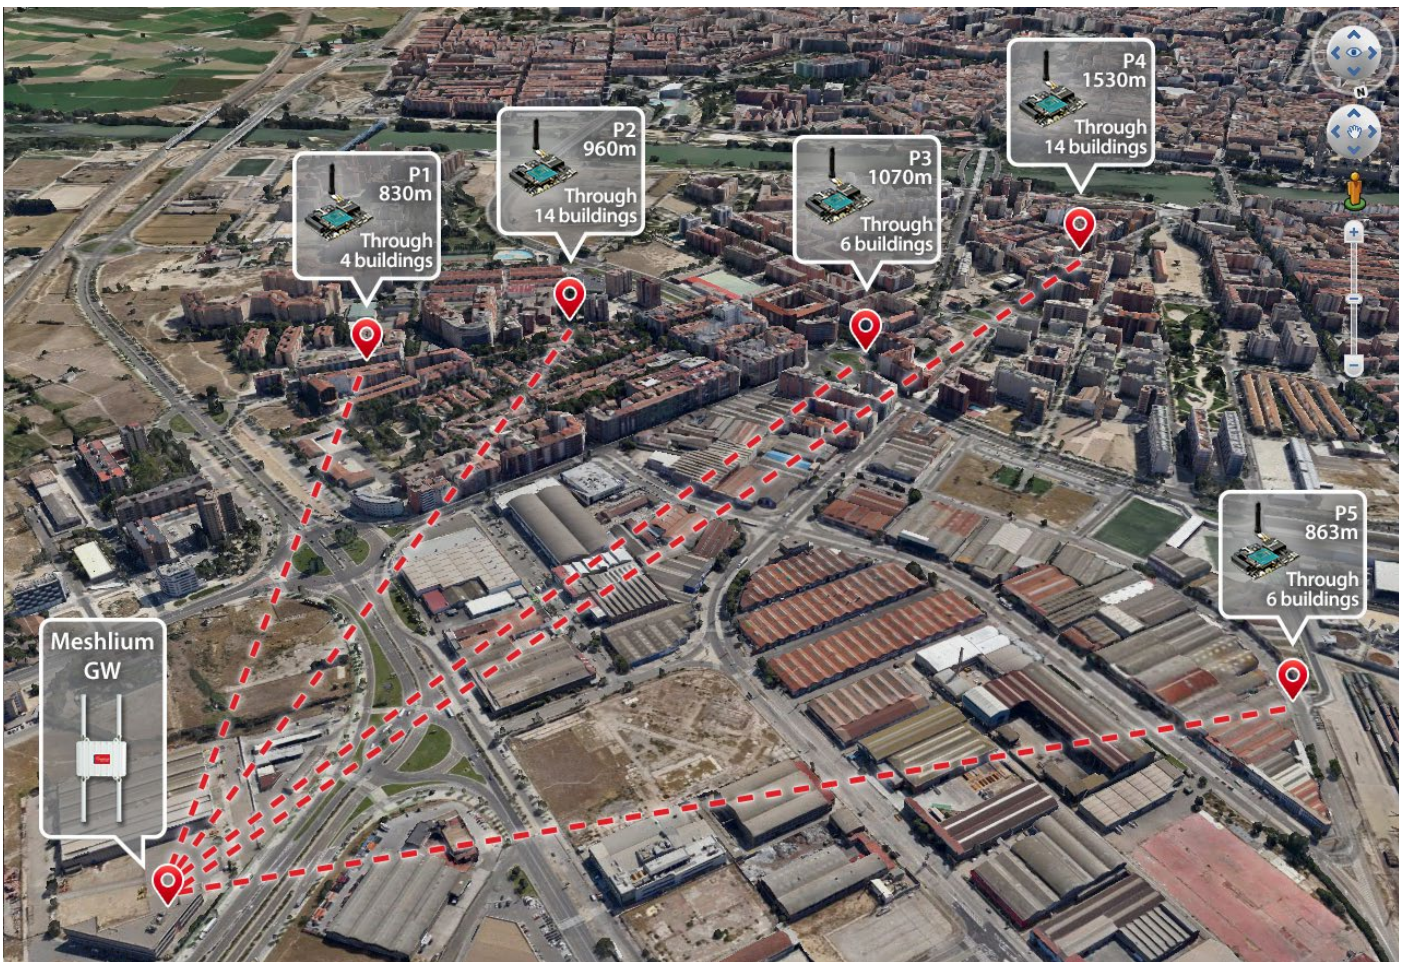 P4
1530m
Through
14 buildings
N
P2
960m
Through
14 buildings
P3
1070m
Through
6 buildings
P1
830m
Through
4 buildings
P5
863m
Through
6 buildings
Meshlium
GW